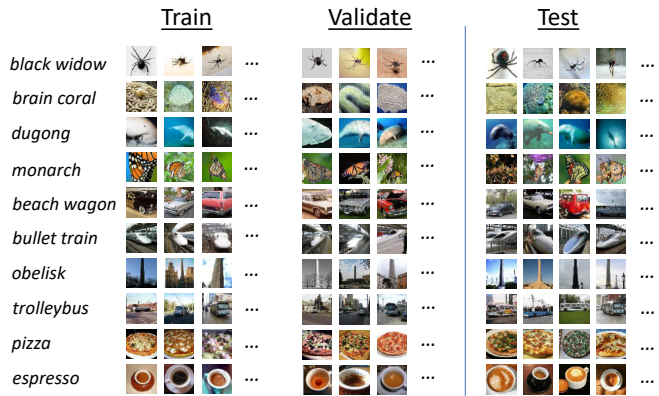 Train Validate Test
black widow ... ... ...
brain coral ... ... ...
dugong ... ... ...
monarch ... ... ...
beach wagon ... ... ...
bullet train ... ... ...
obelisk ... ... ...
trolleybus ... ... ...
pizza ... ... ...
espresso ... ... ...